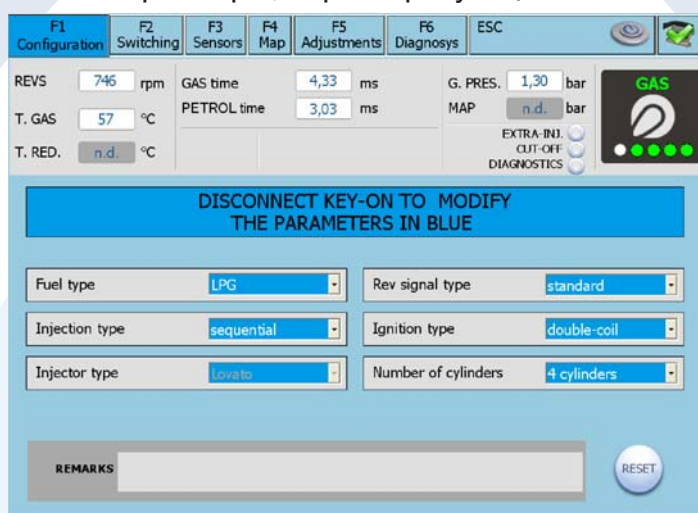 F1 F2 F3 F4 F5 F6 ESC
Configuration Switching Sensors Map Adjustments Diagnosys
REVS 746 rpm GAS time 4,33 ms G. PRES. 1,30 bar GAS
T. GAS 57 °C PETROL time 3,03 ms MAP n.d. bar
EXTRA-INJ.
CUT-OFF
T. RED. n.d. °C DIAGNOSTICS
DISCONNECT KEY-ON TO MODIFY
THE PARAMETERS IN BLUE
Fuel type LPG Rev signal type standard
Injection type sequential Ignition type double-coil
Injector type Lovato Number of cylinders 4 cylinders
REMARKS RESET